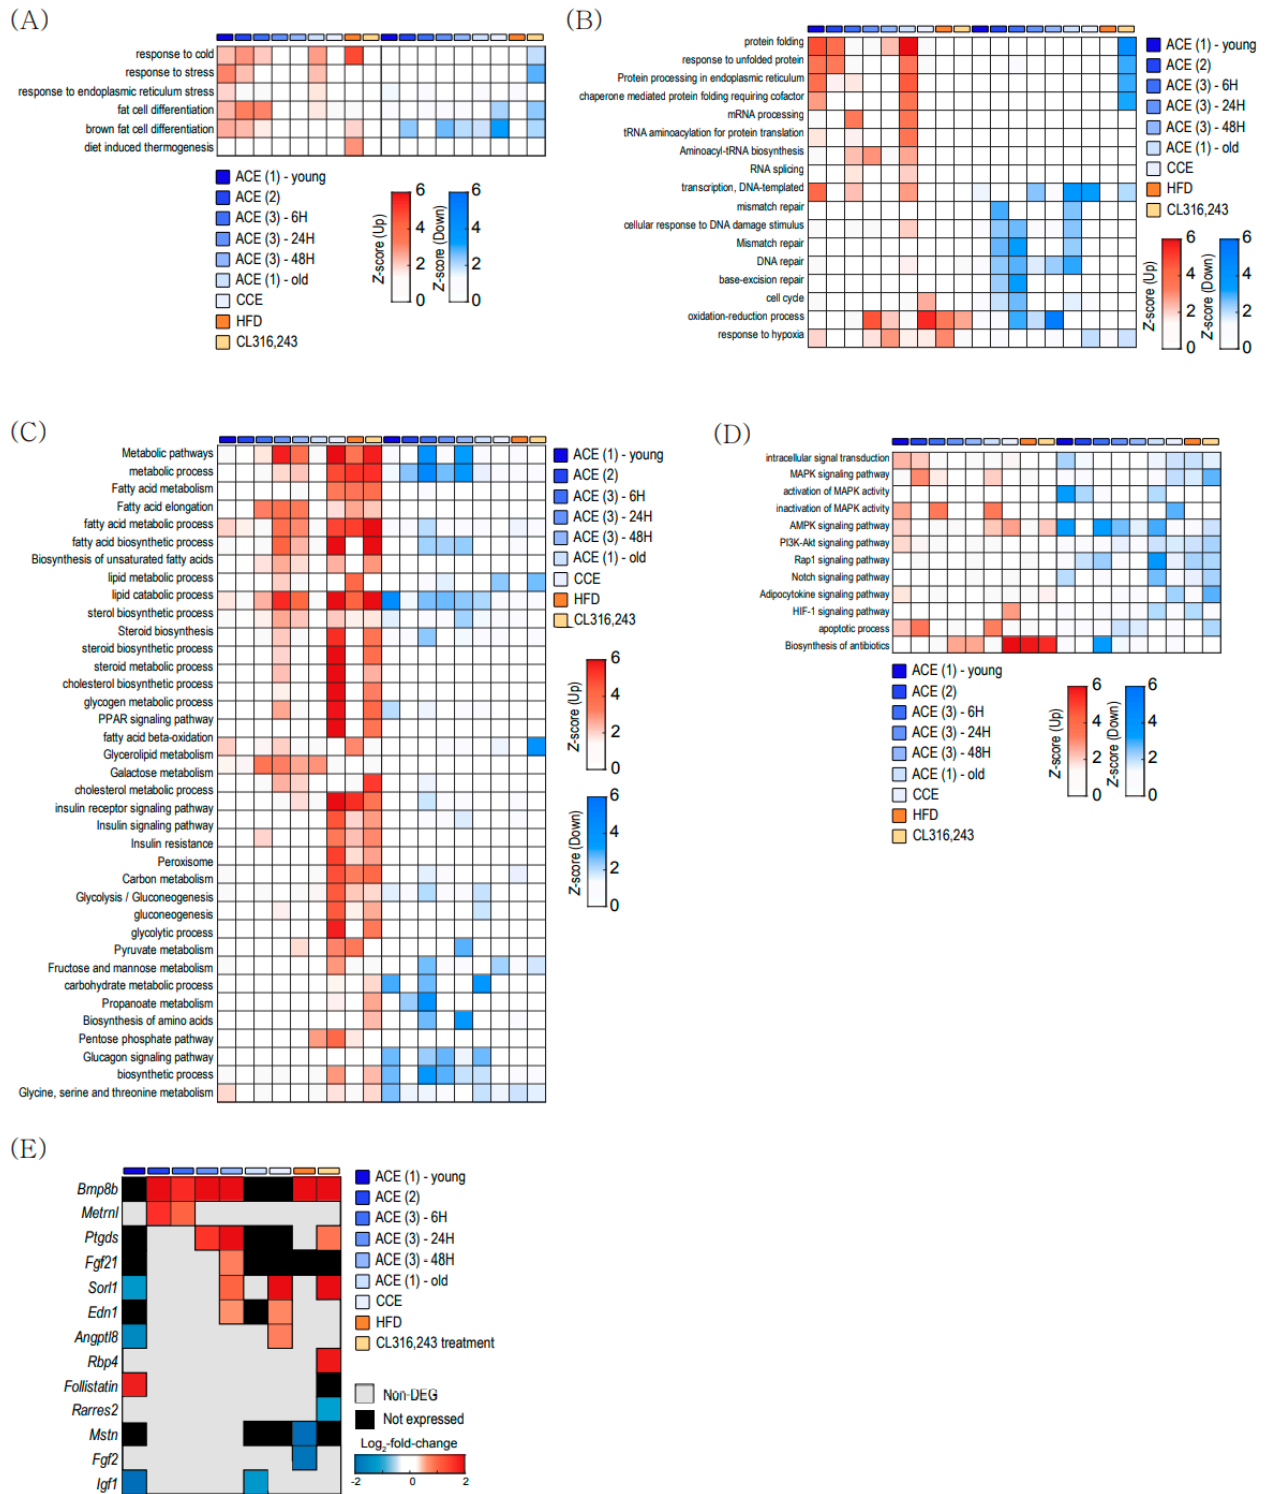 (A)
response to cold
response to stress
response to endoplasmic reticulum stress
fat cell differentiation
brown fat cell differentiation
diet induced thermogenesis
ACE (1) - young
ACE (2)
ACE (3) - 6H
ACE (3) - 24H
ACE (3) - 48H
ACE (1) - old
CCE
HFD
CL316,243
Z-score (Up)
6
4
2
0
Z-score (Down)
6
4
2
0
(B)
protein folding
response to unfolded protein
Protein processing in endoplasmic reticulum
chaperone mediated protein folding requiring cofactor
mRNA processing
tRNA aminoacylation for protein translation
Aminoacyl-tRNA biosynthesis
RNA splicing
transcription, DNA-templated
mismatch repair
cellular response to DNA damage stimulus
Mismatch repair
DNA repair
base-excision repair
cell cycle
oxidation-reduction process
response to hypoxia
ACE (1) - young
ACE (2)
ACE (3) - 6H
ACE (3) - 24H
ACE (3) - 48H
ACE (1) - old
CCE
HFD
CL316,243
Z-score (Up)
6
4
2
0
Z-score (Down)
6
4
2
0
(C)
Metabolic pathways
metabolic process
Fatty acid metabolism
Fatty acid elongation
fatty acid metabolic process
fatty acid biosynthetic process
Biosynthesis of unsaturated fatty acids
lipid metabolic process
lipid catabolic process
sterol biosynthetic process
Steroid biosynthesis
steroid biosynthetic process
steroid metabolic process
cholesterol biosynthetic process
glycogen metabolic process
PPAR signaling pathway
fatty acid beta-oxidation
Glycerolipid metabolism
Galactose metabolism
cholesterol metabolic process
insulin receptor signaling pathway
Insulin signaling pathway
Insulin resistance
Peroxisome
Carbon metabolism
Glycolysis / Gluconeogenesis
gluconeogenesis
glycolytic process
Pyruvate metabolism
Fructose and mannose metabolism
carbohydrate metabolic process
Propanoate metabolism
Biosynthesis of amino acids
Pentose phosphate pathway
Glucagon signaling pathway
biosynthetic process
Glycine, serine and threonine metabolism
ACE (1) - young
ACE (2)
ACE (3) - 6H
ACE (3) - 24H
ACE (3) - 48H
ACE (1) - old
CCE
HFD
CL316,243
Z-score (Up)
6
4
2
0
Z-score (Down)
6
4
2
0
(D)
intracellular signal transduction
MAPK signaling pathway
activation of MAPK activity
inactivation of MAPK activity
AMPK signaling pathway
PI3K-Akt signaling pathway
Rap1 signaling pathway
Notch signaling pathway
Adipocytokine signaling pathway
HIF-1 signaling pathway
apoptotic process
Biosynthesis of antibiotics
ACE (1) - young
ACE (2)
ACE (3) - 6H
ACE (3) - 24H
ACE (3) - 48H
ACE (1) - old
CCE
HFD
CL316,243
Z-score (Up)
6
4
2
0
Z-score (Down)
6
4
2
0
(E)
Bmp8b
Metrnl
Ptgds
Fgf21
Sorl1
Edn1
Angptl8
Rbp4
Follistatin
Rarres2
Mstn
Fgf2
Igf1
ACE (1) - young
ACE (2)
ACE (3) - 6H
ACE (3) - 24H
ACE (3) - 48H
ACE (1) - old
CCE
HFD
CL316,243 treatment
Non-DEG
Not expressed
Log2-fold-change
-2 0 2